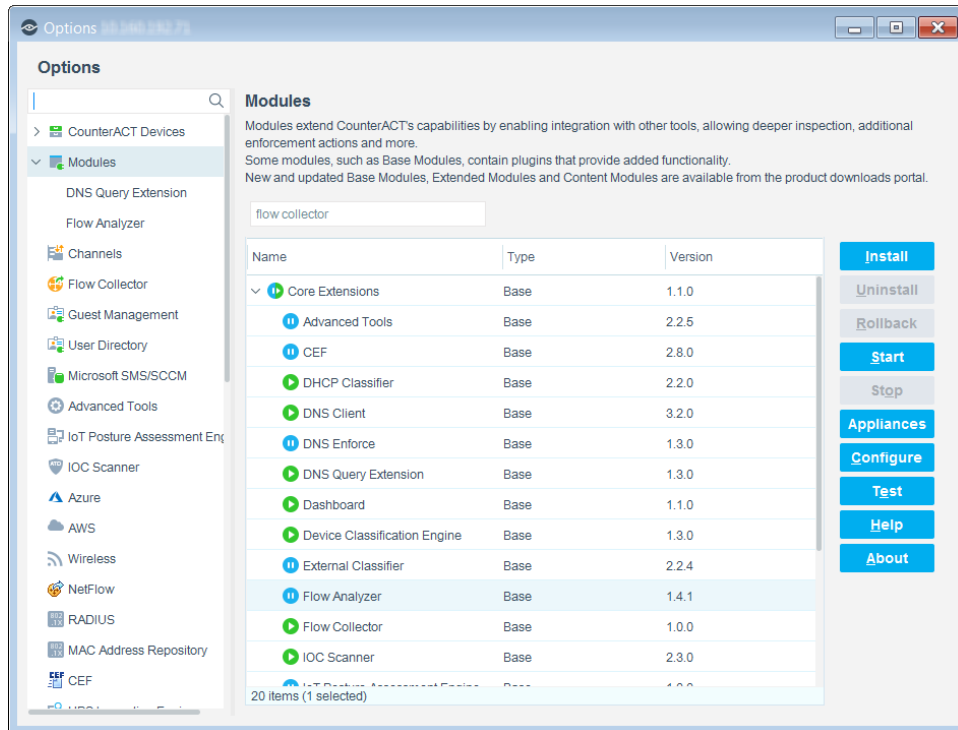 Options
Options
CounterACT Devices
Modules
DNS Query Extension
Flow Analyzer
Channels
Flow Collector
Guest Management
User Directory
Microsoft SMS/SCCM
Advanced Tools
IoT Posture Assessment Eng
IOC Scanner
Azure
AWS
Wireless
NetFlow
RADIUS
MAC Address Repository
CEF
Modules
Modules extend CounterACT's capabilities by enabling integration with other tools, allowing deeper inspection, additional
enforcement actions and more.
Some modules, such as Base Modules, contain plugins that provide added functionality.
New and updated Base Modules, Extended Modules and Content Modules are available from the product downloads portal.
flow collector
Name Type Version
Core Extensions Base 1.1.0
Advanced Tools Base 2.2.5
CEF Base 2.8.0
DHCP Classifier Base 2.2.0
DNS Client Base 3.2.0
DNS Enforce Base 1.3.0
DNS Query Extension Base 1.3.0
Dashboard Base 1.1.0
Device Classification Engine Base 1.3.0
External Classifier Base 2.2.4
Flow Analyzer Base 1.4.1
Flow Collector Base 1.0.0
IOC Scanner Base 2.3.0
IoT Posture Assessment Engine Base
20 items (1 selected)
Install
Uninstall
Rollback
Start
Stop
Appliances
Configure
Test
Help
About